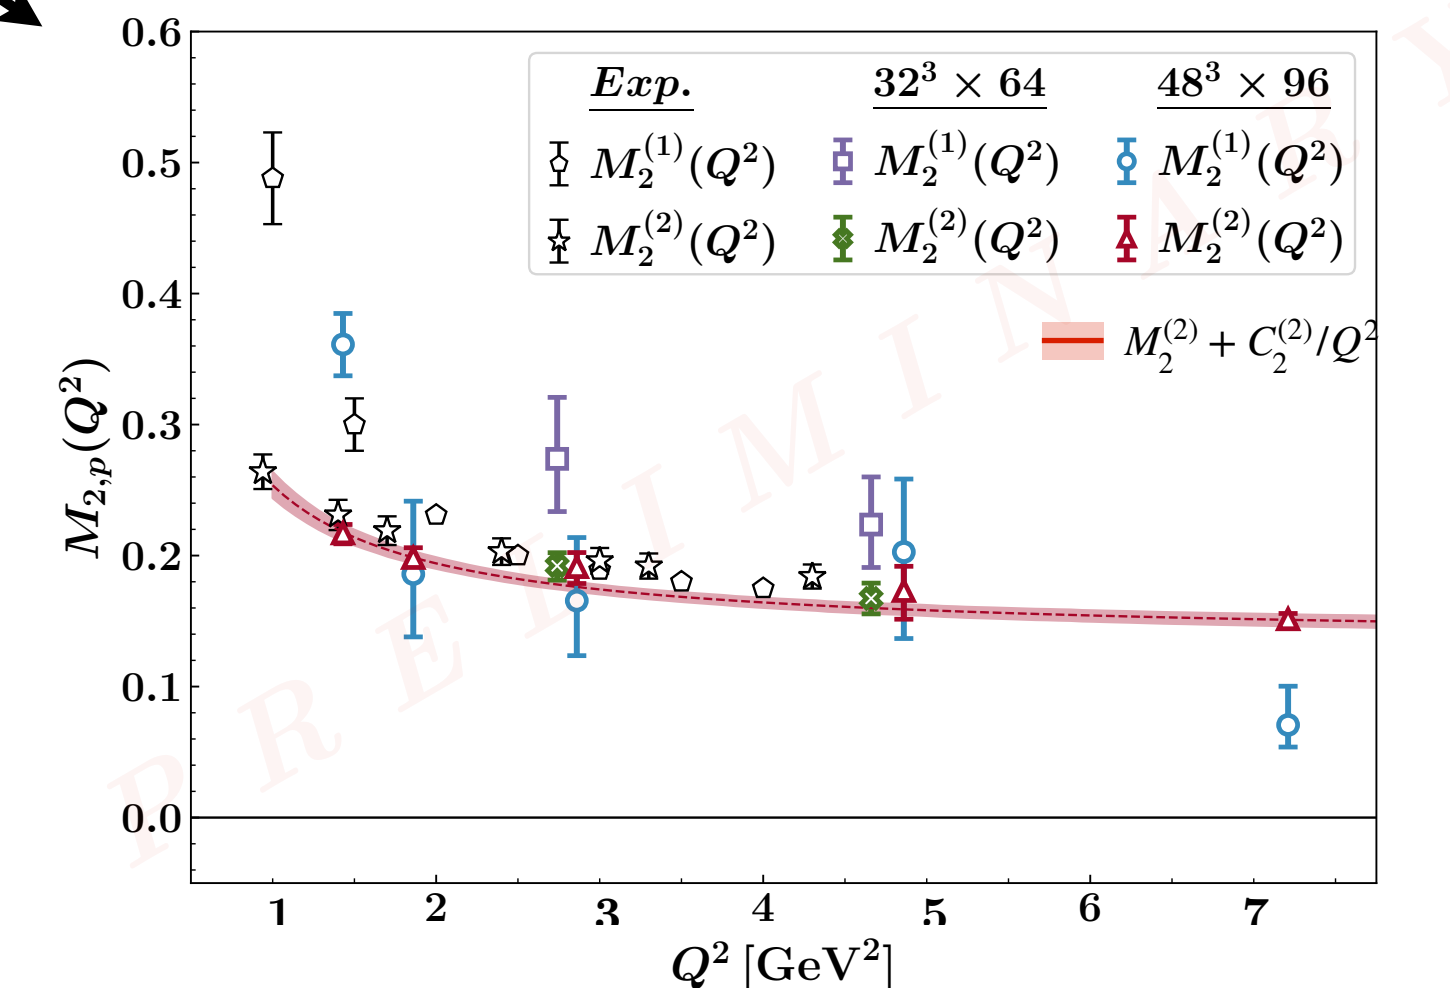 0.6
0.5
0.4
0.3
0.2
0.1
0.0
M₂,ₚ(Q²)
Exp. 32³ × 64 48³ × 96
M₂⁽¹⁾(Q²) M₂⁽¹⁾(Q²) M₂⁽¹⁾(Q²)
M₂⁽²⁾(Q²) M₂⁽²⁾(Q²) M₂⁽²⁾(Q²)
M₂⁽²⁾ + C₂⁽²⁾/Q²
PRELIMINARY
1 2 3 4 5 6 7
Q² [GeV²]